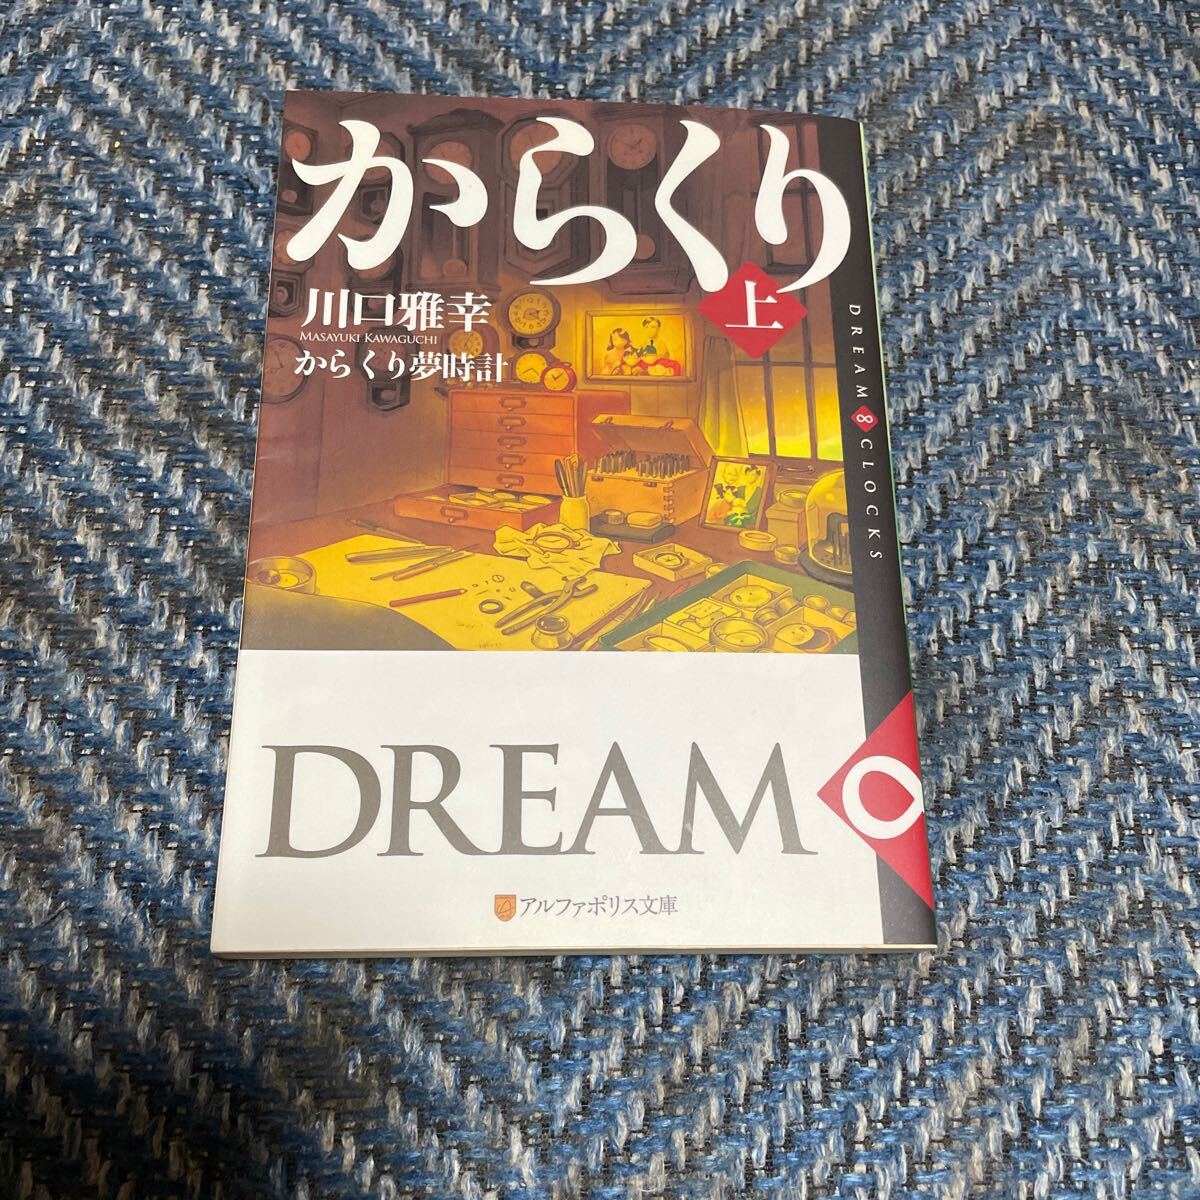 からくり
上
川口雅幸
MASAYUKI KAWAGUCHI
からくり夢時計
DREAM∞CLOCKS
DREAM
アルファポリス文庫